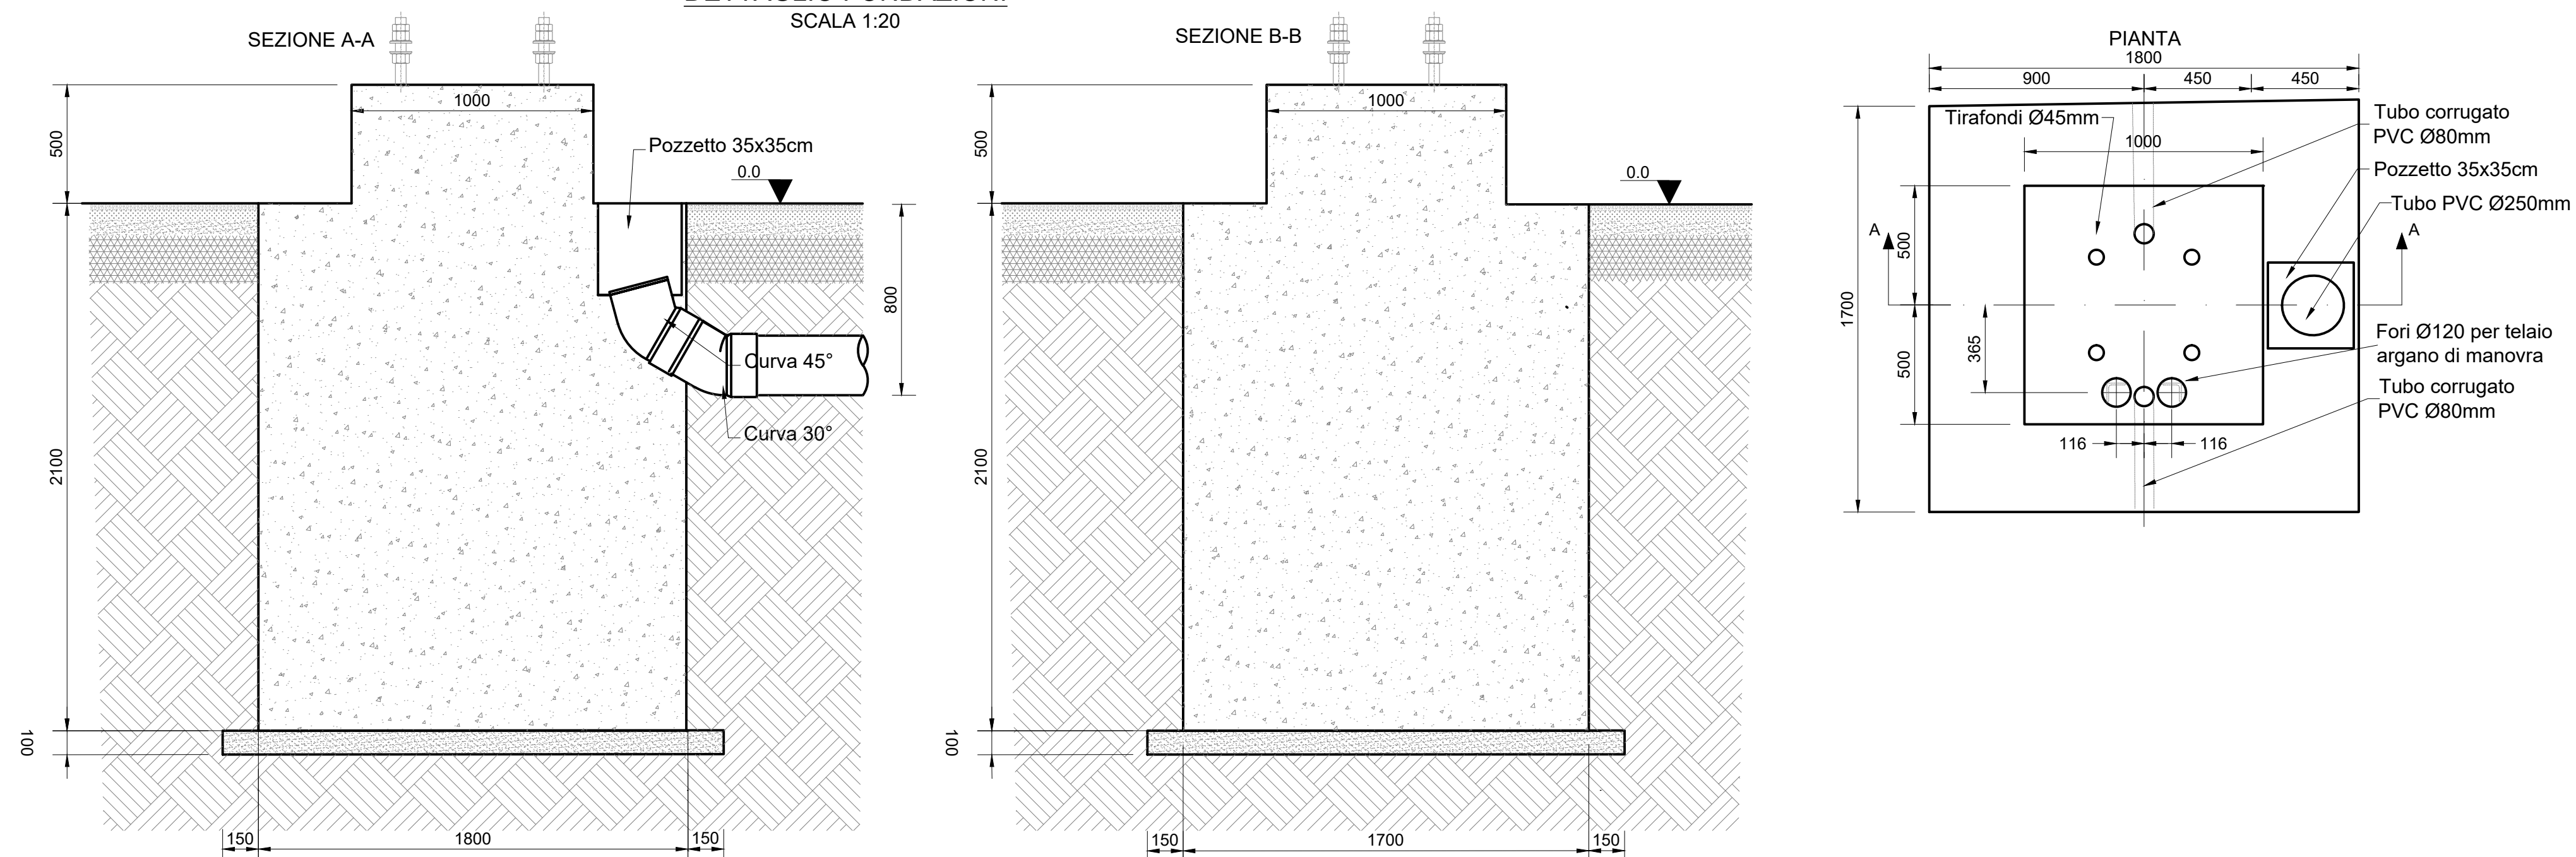 SCALA 1:20
SEZIONE A-A
1000
500
Pozzetto 35x35cm
0.0
800
Curva 45°
Curva 30°
2100
100
150
1800
150
SEZIONE B-B
1000
500
0.0
2100
100
150
1700
150
PIANTA
1800
900
450
450
Tirafondi Ø45mm
Tubo corrugato
PVC Ø80mm
1000
Pozzetto 35x35cm
Tubo PVC Ø250mm
A
A
500
1700
365
500
Fori Ø120 per telaio
argano di manovra
Tubo corrugato
PVC Ø80mm
116
116